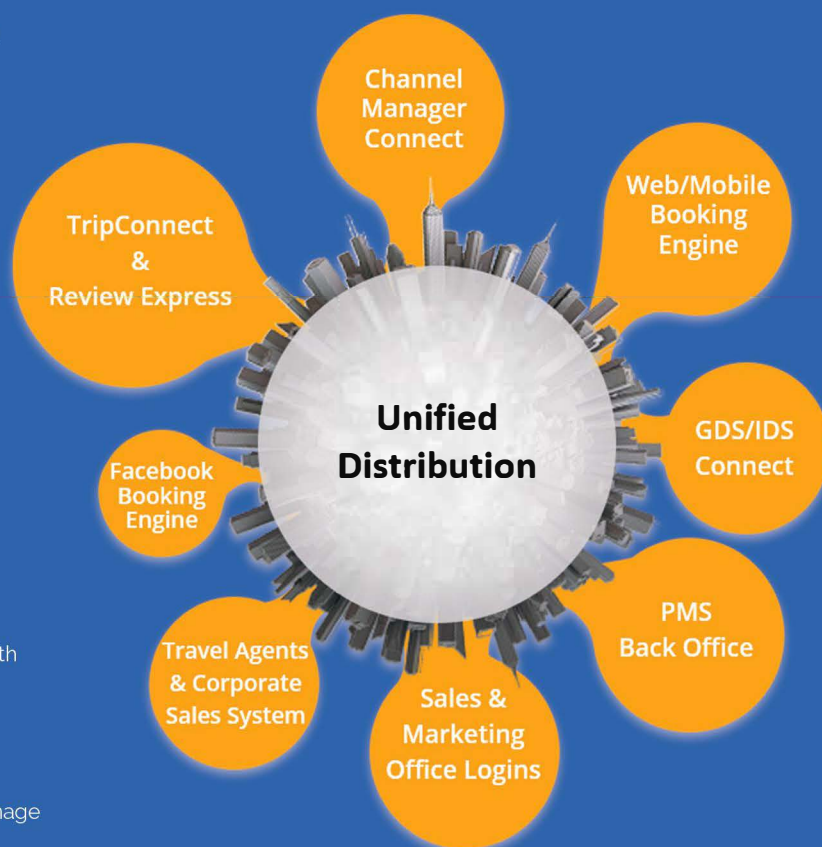 Channel
Manager
Connect
Web/Mobile
Booking
Engine
TripConnect
&
Review Express
Unified
Distribution
GDS/IDS
Connect
Facebook
Booking
Engine
PMS
Back Office
Travel Agents
& Corporate
Sales System
Sales &
Marketing
Office Logins